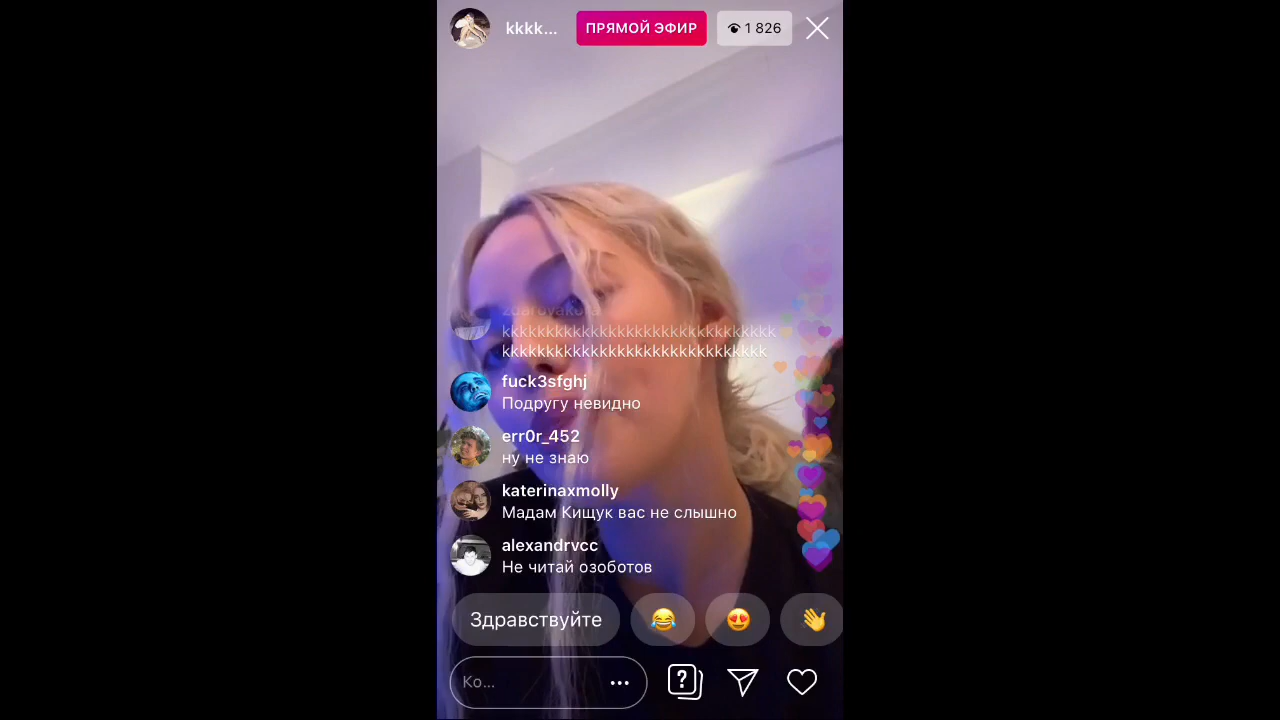 kkkk...
ПРЯМОЙ ЭФИР
1 826
kkkkkkkkkkkkkkkkkkkkkkkkkkkkkkk
kkkkkkkkkkkkkkkkkkkkkkkkkkkkkk
fuck3sfghj
Подругу невидно
err0r_452
ну не знаю
katerinaxmolly
Мадам Кищук вас не слышно
alexandrvcc
Не читай озоботов
Здравствуйте
Ко...